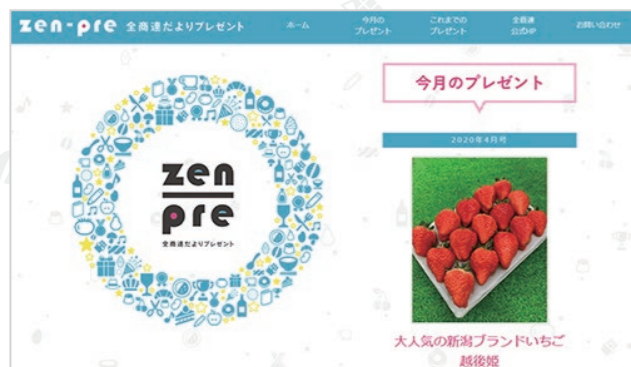 zen-pre 全商連だよりプレゼント
ホーム
今月の
プレゼント
これまでの
プレゼント
全商連
公式HP
お問い合わせ
zen
pre
全商連だよりプレゼント
今月のプレゼント
2020年4月号
大人気の新潟ブランドいちご
越後姫